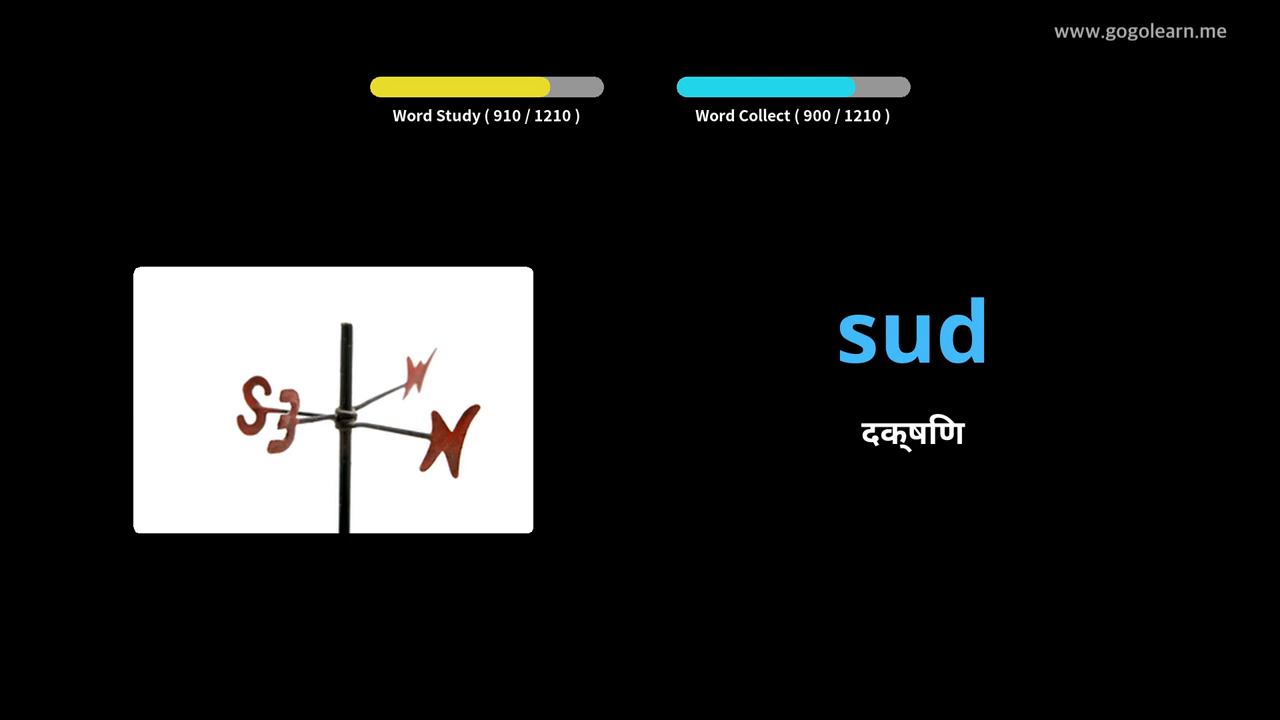 www.gogolearn.me
Word Study ( 910 / 1210 )
Word Collect ( 900 / 1210 )
S E N N
sud
दक्षणि